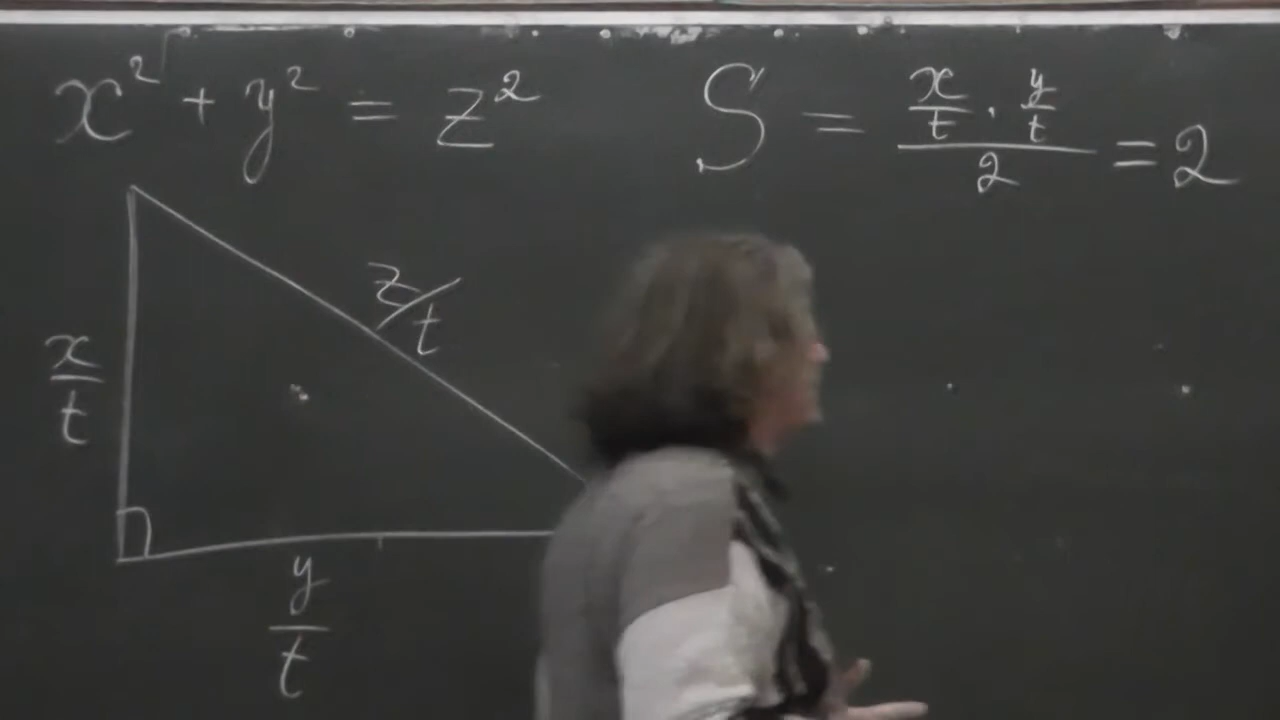 x² + y² = z²
S = (x/t · y/t)/2 = 2
z/t
x/t
y/t